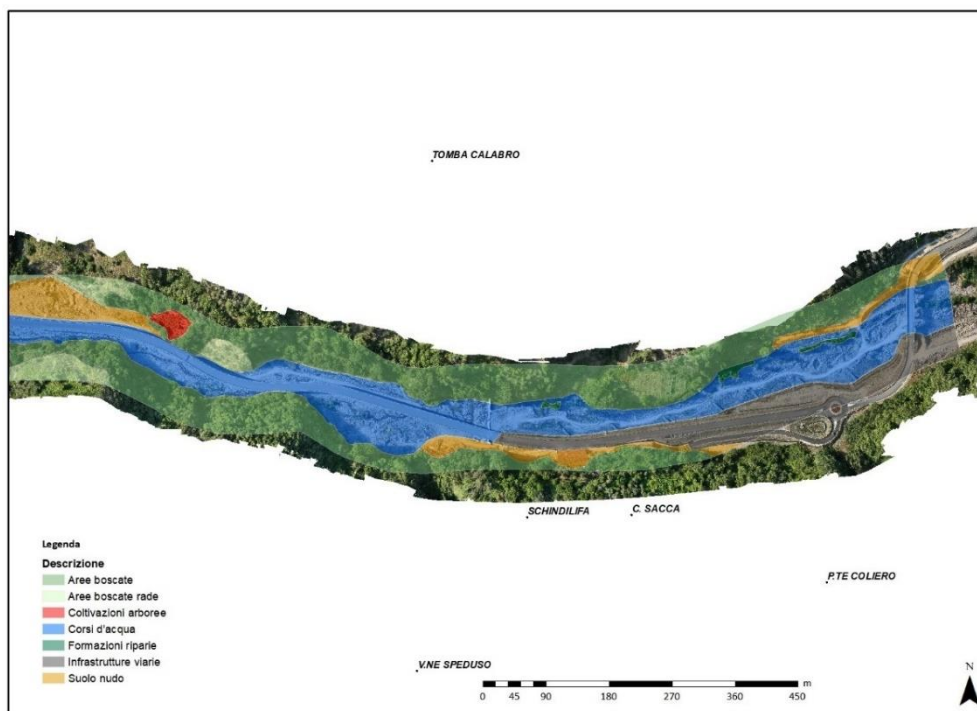 TOMBA CALABRO
SCHINDILIFA
C. SACCA
P.TE COLIERO
V.NE SPEDUSO
Legenda
Descrizione
Aree boscate
Aree boscate rade
Coltivazioni arboree
Corsi d'acqua
Formazioni riparie
Infrastrutture viarie
Suolo nudo
m
0 45 90 180 270 360 450
N